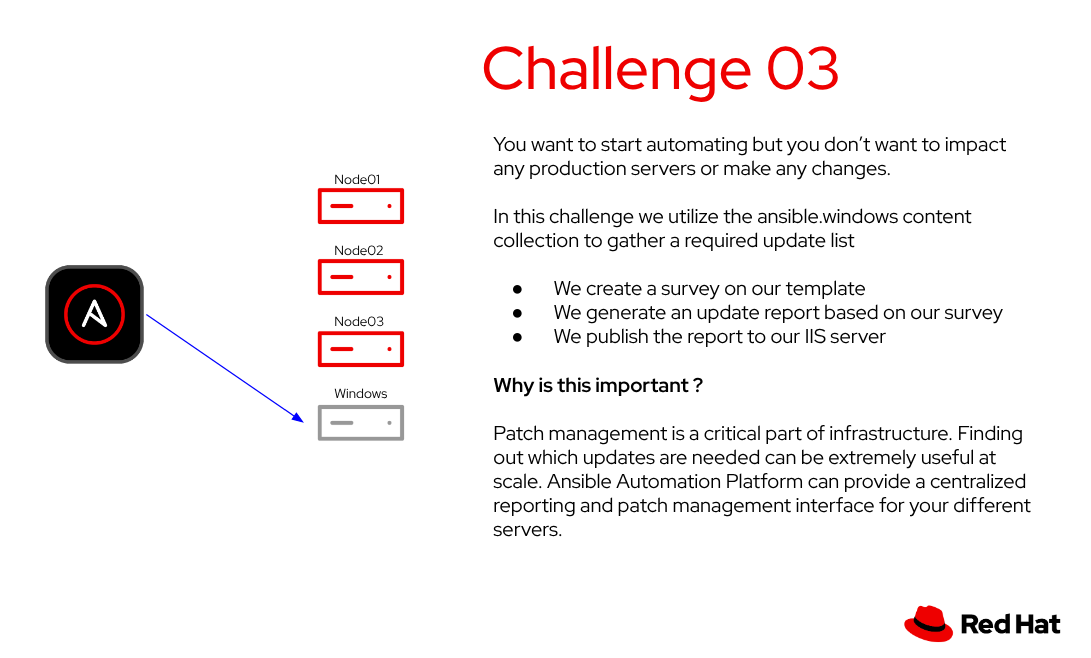 Challenge 03
You want to start automating but you don’t want to impact
any production servers or make any changes.
In this challenge we utilize the ansible.windows content
collection to gather a required update list
● We create a survey on our template
● We generate an update report based on our survey
● We publish the report to our IIS server
Why is this important ?
Patch management is a critical part of infrastructure. Finding
out which updates are needed can be extremely useful at
scale. Ansible Automation Platform can provide a centralized
reporting and patch management interface for your different
servers.
Node01
Node02
Node03
Windows
Red Hat